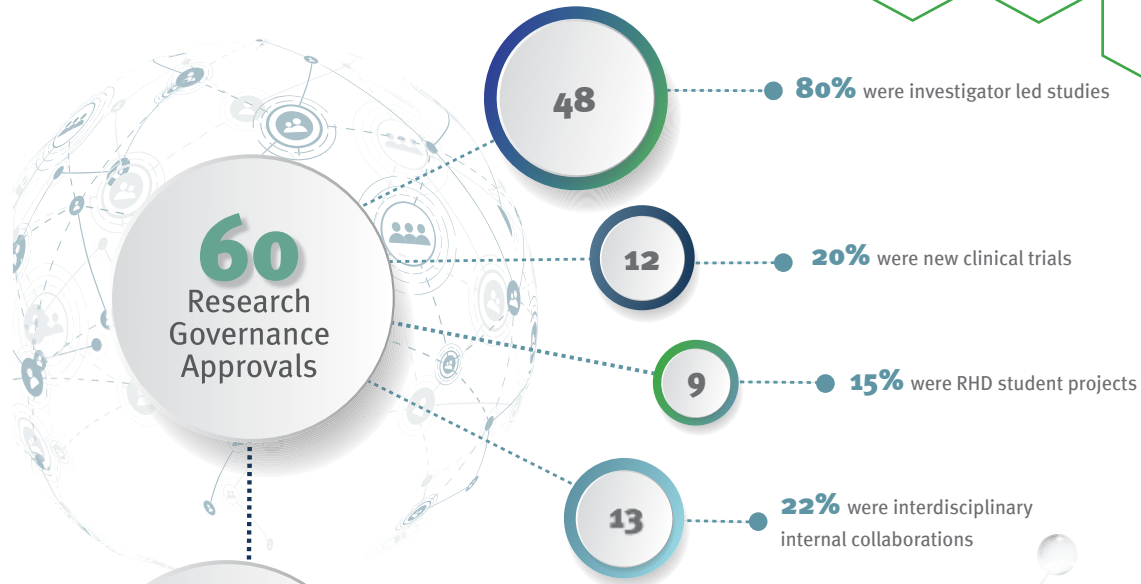 60
Research
Governance
Approvals
48
80% were investigator led studies
12
20% were new clinical trials
9
15% were RHD student projects
13
22% were interdisciplinary
internal collaborations